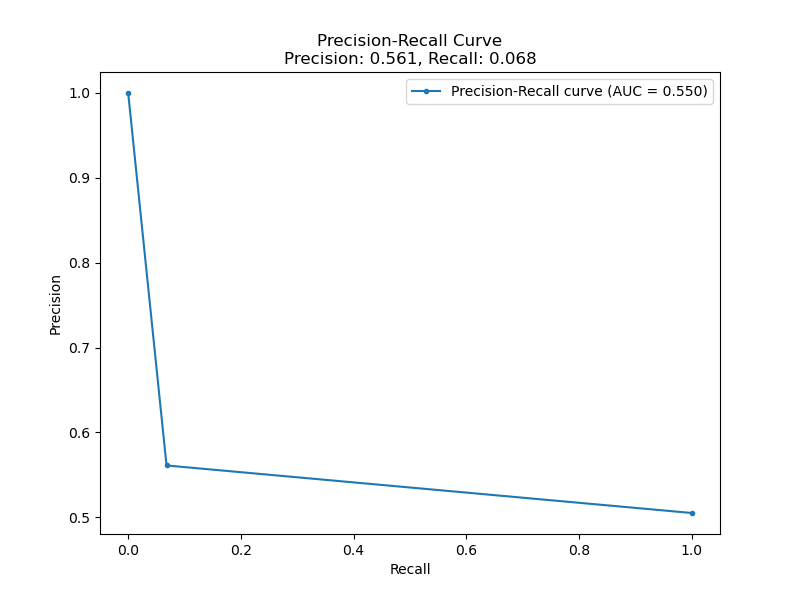 Precision-Recall Curve
Precision: 0.561, Recall: 0.068
Precision-Recall curve (AUC = 0.550)
1.0
0.9
0.8
0.7
0.6
0.5
Precision
0.0 0.2 0.4 0.6 0.8 1.0
Recall